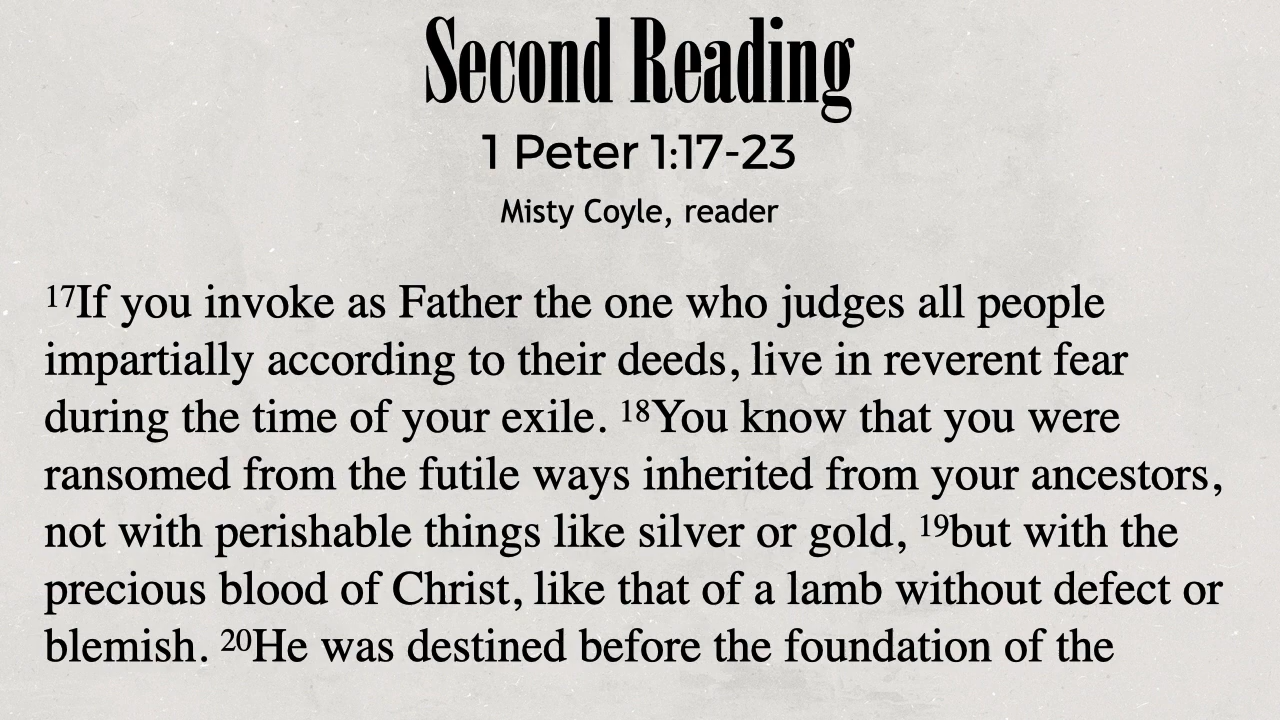 Second Reading
1 Peter 1:17-23
Misty Coyle, reader
17If you invoke as Father the one who judges all people
impartially according to their deeds, live in reverent fear
during the time of your exile. 18You know that you were
ransomed from the futile ways inherited from your ancestors,
not with perishable things like silver or gold, 19but with the
precious blood of Christ, like that of a lamb without defect or
blemish. 20He was destined before the foundation of the